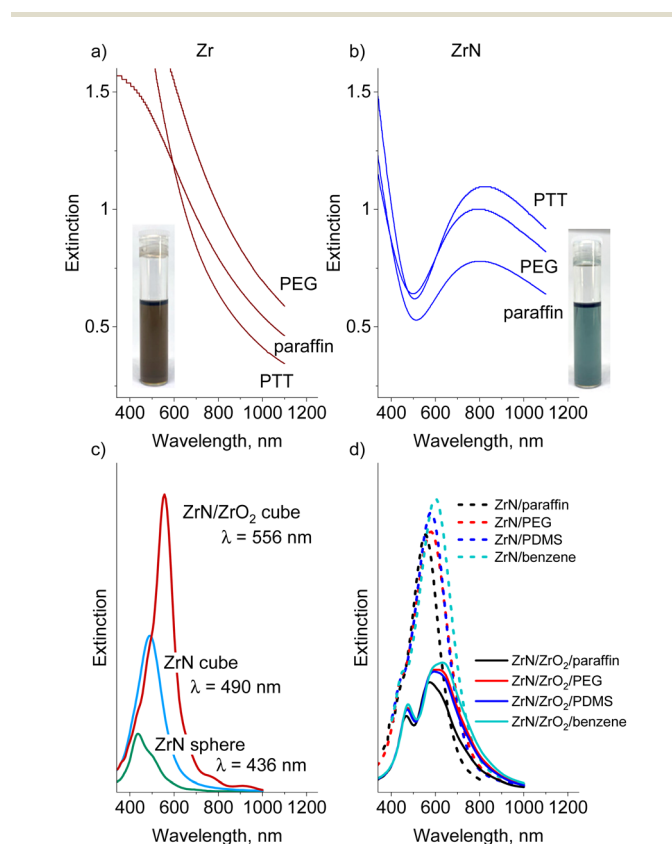 a)
Zr
b)
ZrN
1.5
1
0.5
Extinction
PEG
paraffin
PTT
400 600 800 1000 1200
Wavelength, nm
1.5
1
0.5
Extinction
PTT
PEG
paraffin
400 600 800 1000 1200
Wavelength, nm
c)
Extinction
ZrN/ZrO₂ cube
λ = 556 nm
ZrN cube
λ = 490 nm
ZrN sphere
λ = 436 nm
400 600 800 1000 1200
Wavelength, nm
d)
Extinction
ZrN/paraffin
ZrN/PEG
ZrN/PDMS
ZrN/benzene
ZrN/ZrO₂/paraffin
ZrN/ZrO₂/PEG
ZrN/ZrO₂/PDMS
ZrN/ZrO₂/benzene
400 600 800 1000 1200
Wavelength, nm